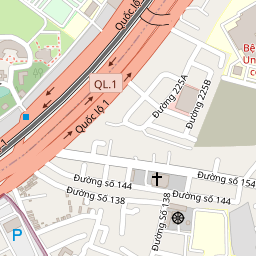 Quốc lộ
Bệ
Un
c
QL.1
Đường 225A
Đường 225B
Quốc lộ 1
1
Đường số 144
Đường số 154
Đường Số 144
Đường Số 138
Đường Số 138
P